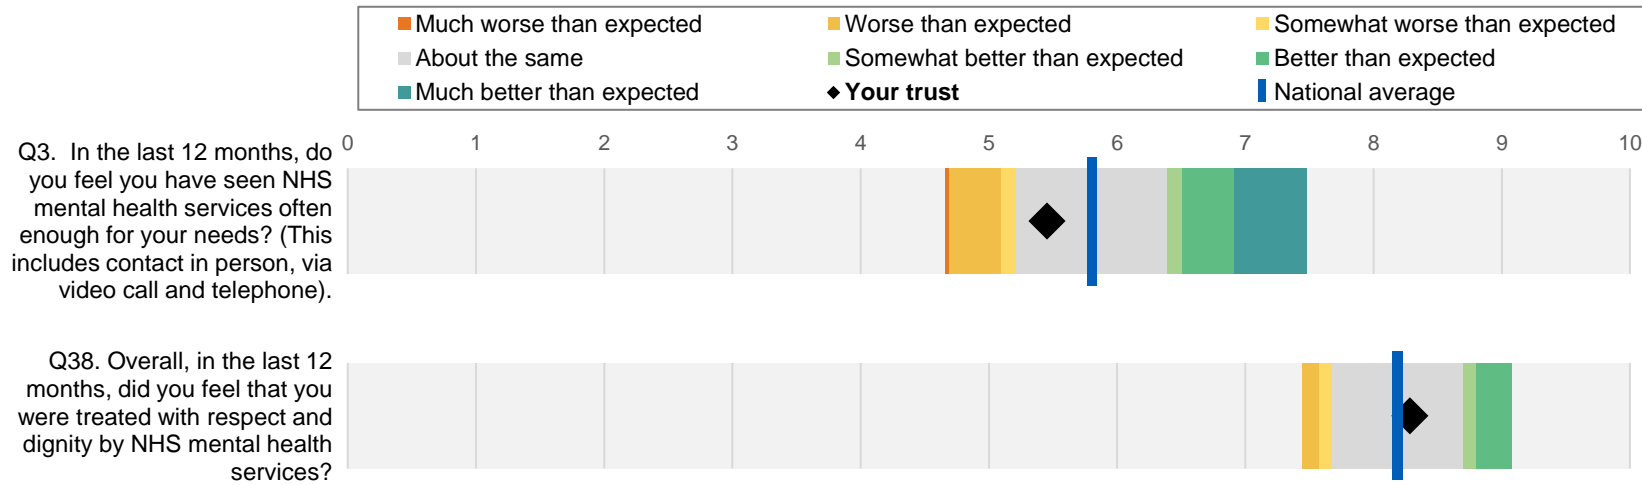 Much worse than expected
Worse than expected
Somewhat worse than expected
About the same
Somewhat better than expected
Better than expected
Much better than expected
Your trust
National average
0 1 2 3 4 5 6 7 8 9 10
Q3. In the last 12 months, do
you feel you have seen NHS
mental health services often
enough for your needs? (This
includes contact in person, via
video call and telephone).
Q38. Overall, in the last 12
months, did you feel that you
were treated with respect and
dignity by NHS mental health
services?